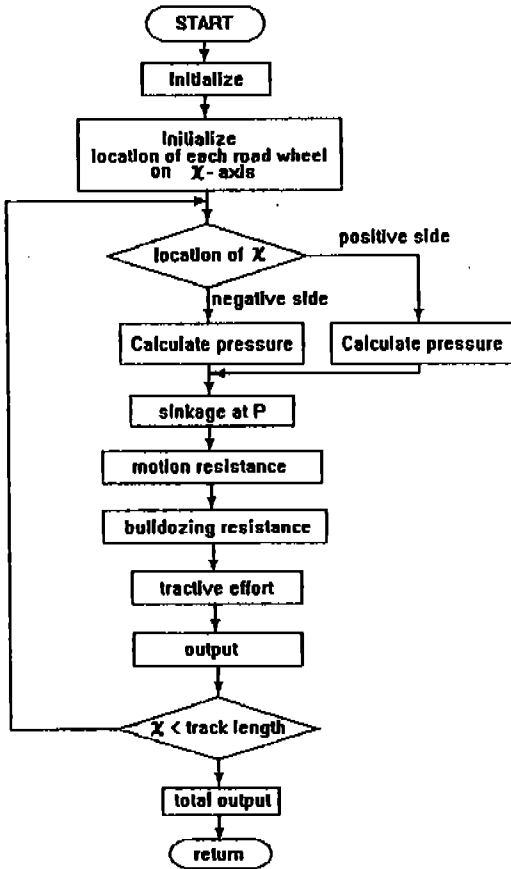 START
Initialize
Initialize
location of each road wheel
on χ-axis
location of χ
positive side
negative side
Calculate pressure
Calculate pressure
sinkage at P
motion resistance
bulldozing resistance
tractive effort
output
χ < track length
total output
return